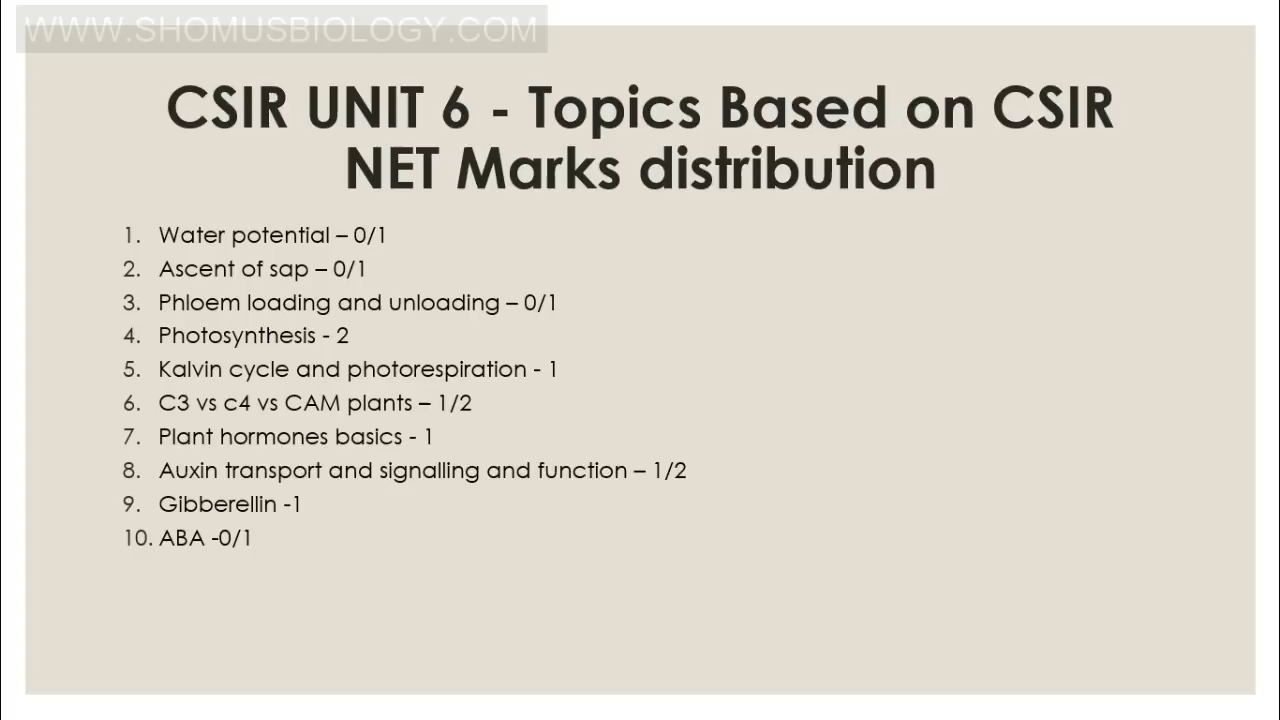 WWW.SHOMUSBIOLOGY.COM
CSIR UNIT 6 - Topics Based on CSIR
NET Marks distribution
1. Water potential – 0/1
2. Ascent of sap – 0/1
3. Phloem loading and unloading – 0/1
4. Photosynthesis - 2
5. Kalvin cycle and photorespiration - 1
6. C3 vs c4 vs CAM plants – 1/2
7. Plant hormones basics - 1
8. Auxin transport and signalling and function – 1/2
9. Gibberellin -1
10. ABA -0/1